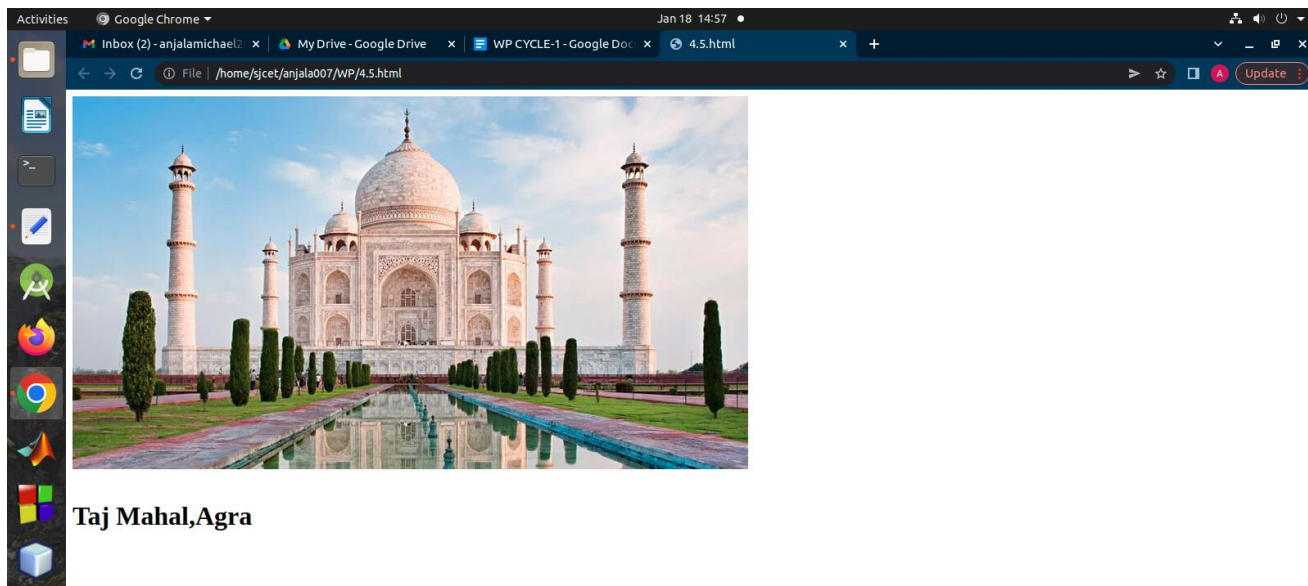 Activities Google Chrome Jan 18 14:57
Inbox (2) - anjalamichael2 My Drive - Google Drive WP CYCLE-1 - Google Doc 4.5.html
File /home/sjcet/anjala007/WP/4.5.html A Update
>_
Taj Mahal,Agra